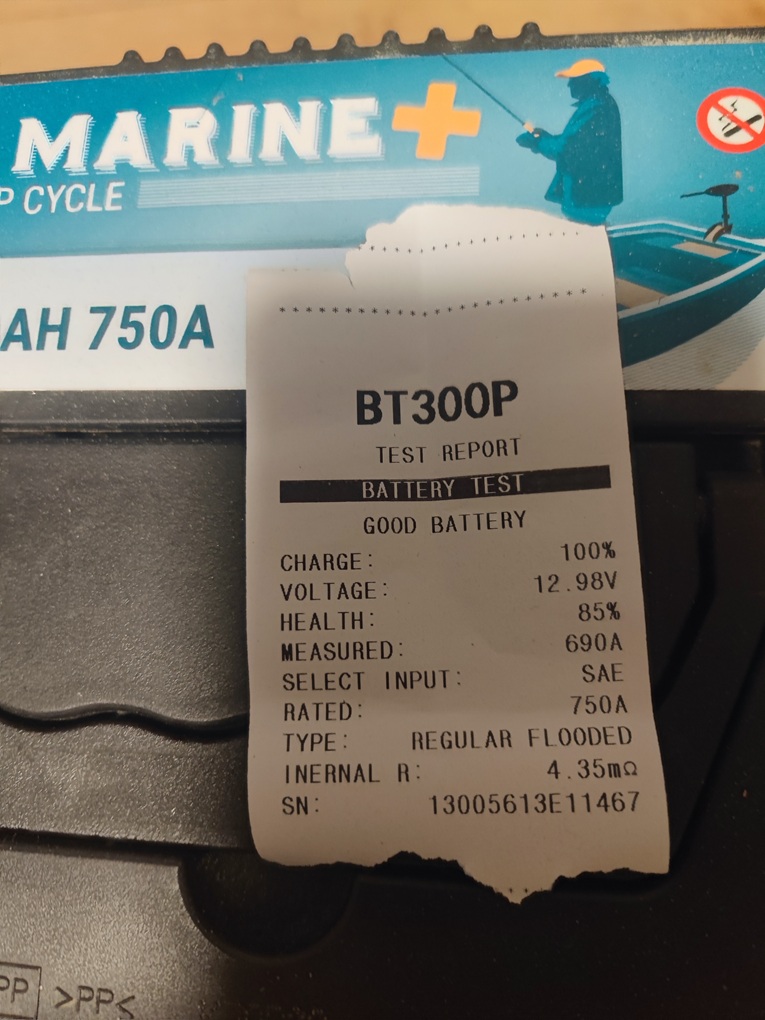 MARINE+
P CYCLE
AH 750A
BT300P
TEST REPORT
BATTERY TEST
GOOD BATTERY
CHARGE: 100%
VOLTAGE: 12.98V
HEALTH: 85%
MEASURED: 690A
SELECT INPUT: SAE
RATED: 750A
TYPE: REGULAR FLOODED
INERNAL R: 4.35mΩ
SN: 13005613E11467
PP >PP<